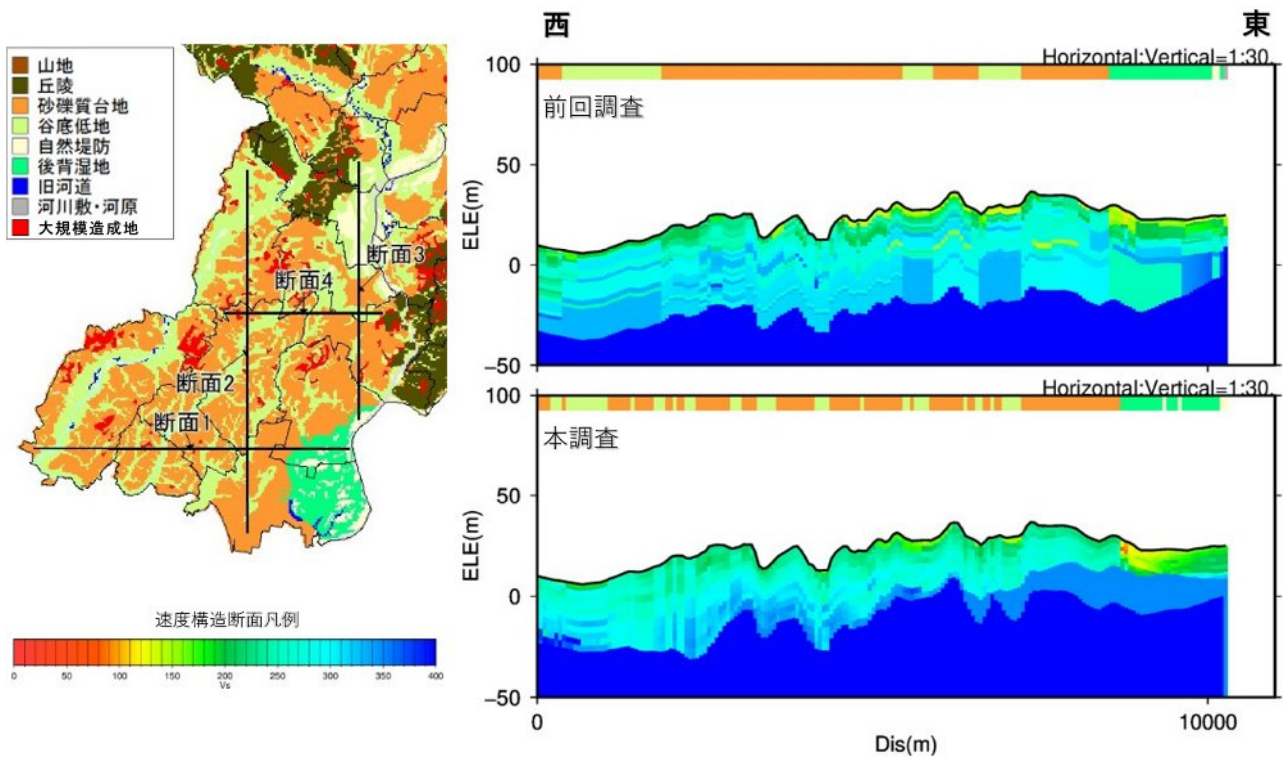 山地
丘陵
砂礫質台地
谷底低地
自然堤防
後背湿地
旧河道
河川敷・河原
大規模造成地
断面3
断面4
断面2
断面1
速度構造断面凡例
0 50 100 150 200 250 300 350 400
Vs
西 東
Horizontal:Vertical=1:30.
前回調査
100
50
0
−50
ELE(m)
Horizontal:Vertical=1:30.
本調査
100
50
0
−50
ELE(m)
0 10000
Dis(m)